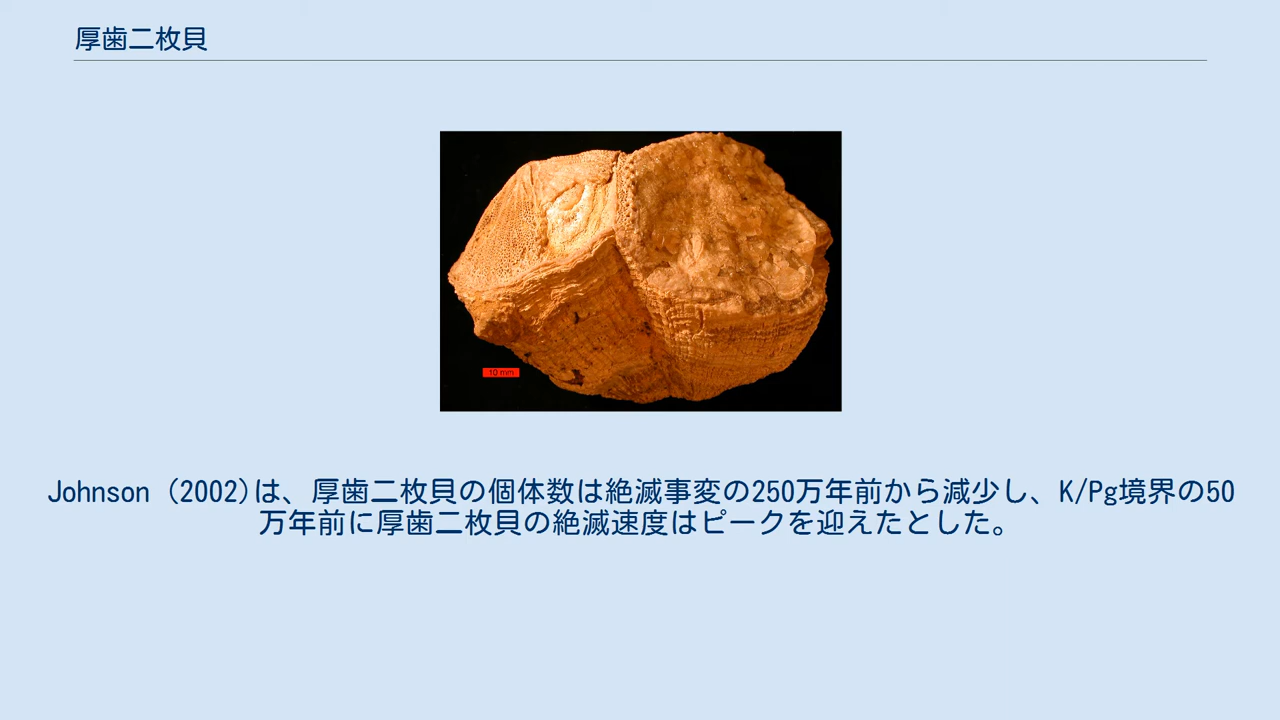 厚歯二枚貝
10 mm
Johnson (2002)は、厚歯二枚貝の個体数は絶滅事変の250万年前から減少し、K/Pg境界の50
万年前に厚歯二枚貝の絶滅速度はピークを迎えたとした。